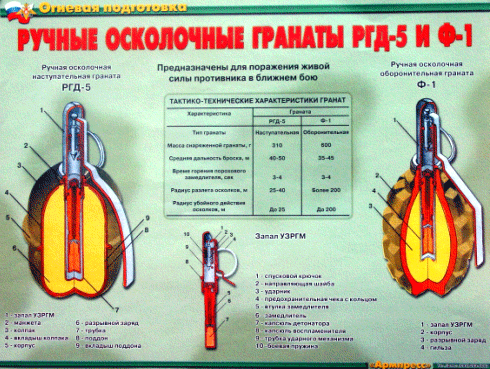 Огневая подготовка
РУЧНЫЕ ОСКОЛОЧНЫЕ ГРАНАТЫ РГД-5 И Ф-1
Ручная осколочная
наступательная граната
РГД-5
Предназначены для поражения живой
силы противника в ближнем бою
Ручная осколочная
оборонительная граната
Ф-1
ТАКТИКО-ТЕХНИЧЕСКИЕ ХАРАКТЕРИСТИКИ ГРАНАТ
Характеристика
Граната
РГД-5
Ф-1
Тип гранаты
Наступательная
Оборонительная
Масса снаряженной гранаты, г
310
600
Средняя дальность броска, м
40-50
35-45
Время горения порохового
замедлителя, сек
3-4
3-4
Радиус разлета осколков, м
25-40
Более 200
Радиус убойного действия
осколков, м
До 25
До 200
Запал УЗРГМ
1 - спусковой крючок
2 - направляющая шайба
3 - ударник
4 - предохранительная чека с кольцом
5 - втулка замедлителя
6 - замедлитель
7 - капсюль детонатора
8 - капсюль воспламенителя
9 - трубка ударного механизма
10 - боевая пружина
1 - запал УЗРГМ
2 - манжета
3 - колпак
4 - вкладыш колпака
5 - корпус
6 - разрывной заряд
7 - трубка
8 - поддон
9 - вкладыш поддона
1 - запал УЗРГМ
2 - корпус
3 - разрывной заряд
4 - гильза
«Армпресс»